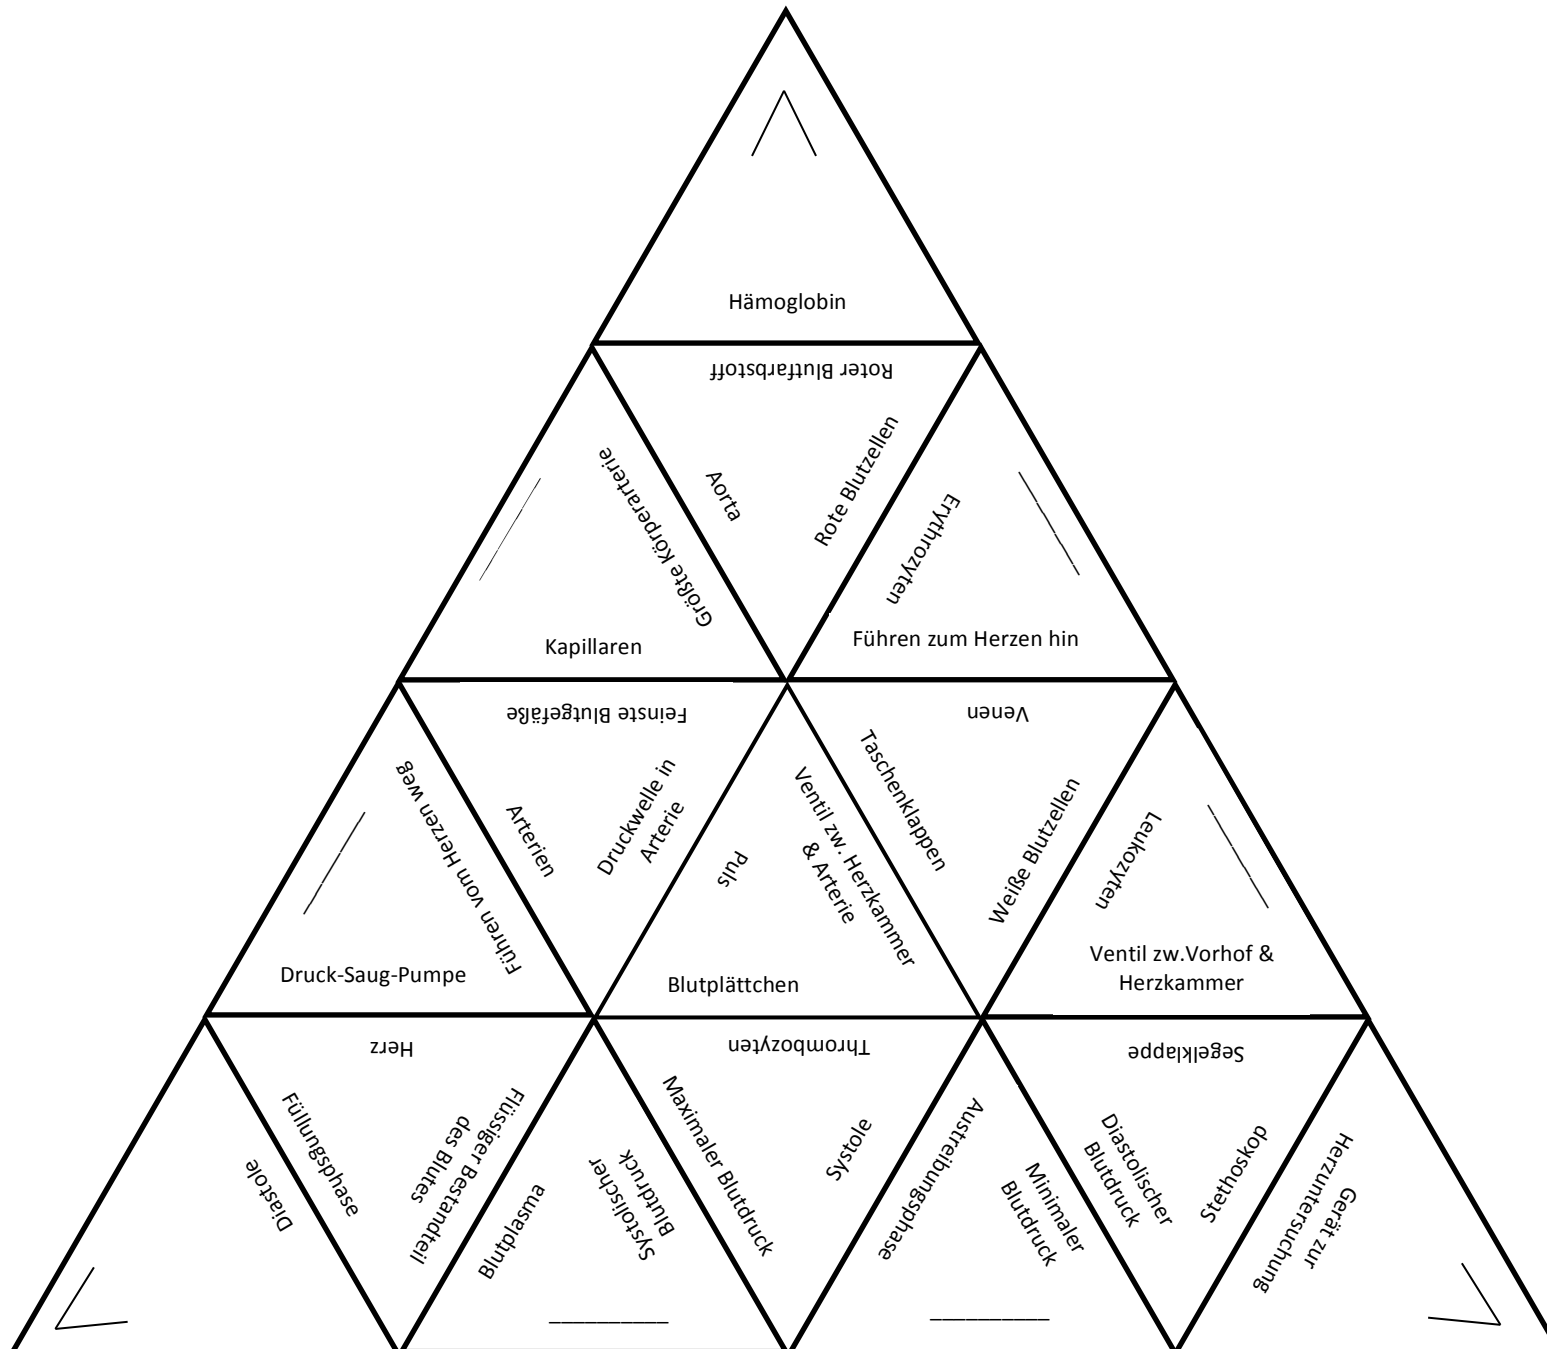 Hämoglobin
Roter Blutfarbstoff
Größte Körperarterie
Aorta
Rote Blutzellen
Erythrozyten
Kapillaren
Führen zum Herzen hin
Feinste Blutgefäße
Venen
Führen vom Herzen weg
Arterien
Druckwelle in
Arterie
Puls
Ventil zw. Herzkammer
& Arterie
Taschenklappen
Weiße Blutzellen
Leukozyten
Druck-Saug-Pumpe
Blutplättchen
Ventil zw.Vorhof &
Herzkammer
Herz
Thrombozyten
Segelklappe
Diastole
Füllungsphase
Flüssiger Bestandteil
des Blutes
Blutplasma
Systolischer
Blutdruck
Maximaler Blutdruck
Systole
Austreibungsphase
Minimaler
Blutdruck
Diastolischer
Blutdruck
Stethoskop
Gerät zur
Herzuntersuchung